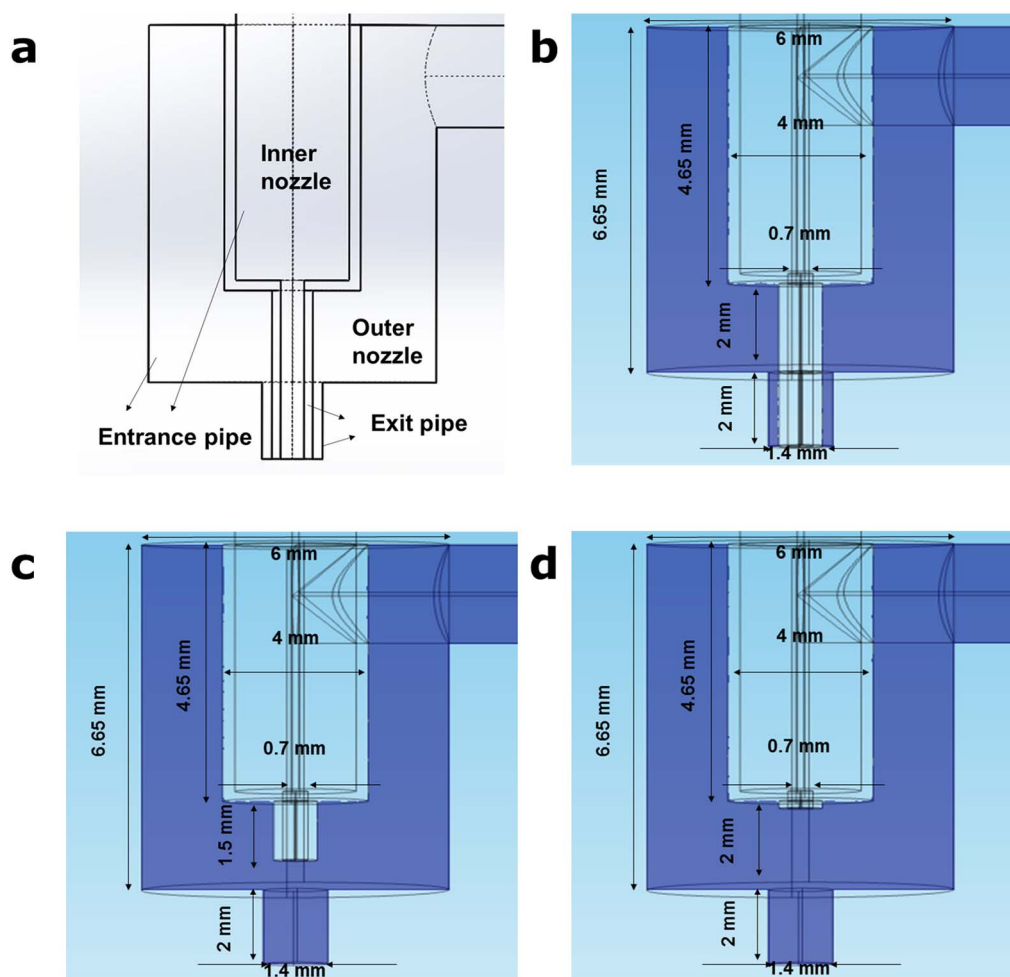 a
Inner
nozzle
Outer
nozzle
Entrance pipe
Exit pipe
b
6 mm
4 mm
4.65 mm
6.65 mm
0.7 mm
2 mm
2 mm
1.4 mm
c
6 mm
4 mm
4.65 mm
6.65 mm
0.7 mm
1.5 mm
2 mm
1.4 mm
d
6 mm
4 mm
4.65 mm
6.65 mm
0.7 mm
2 mm
2 mm
1.4 mm